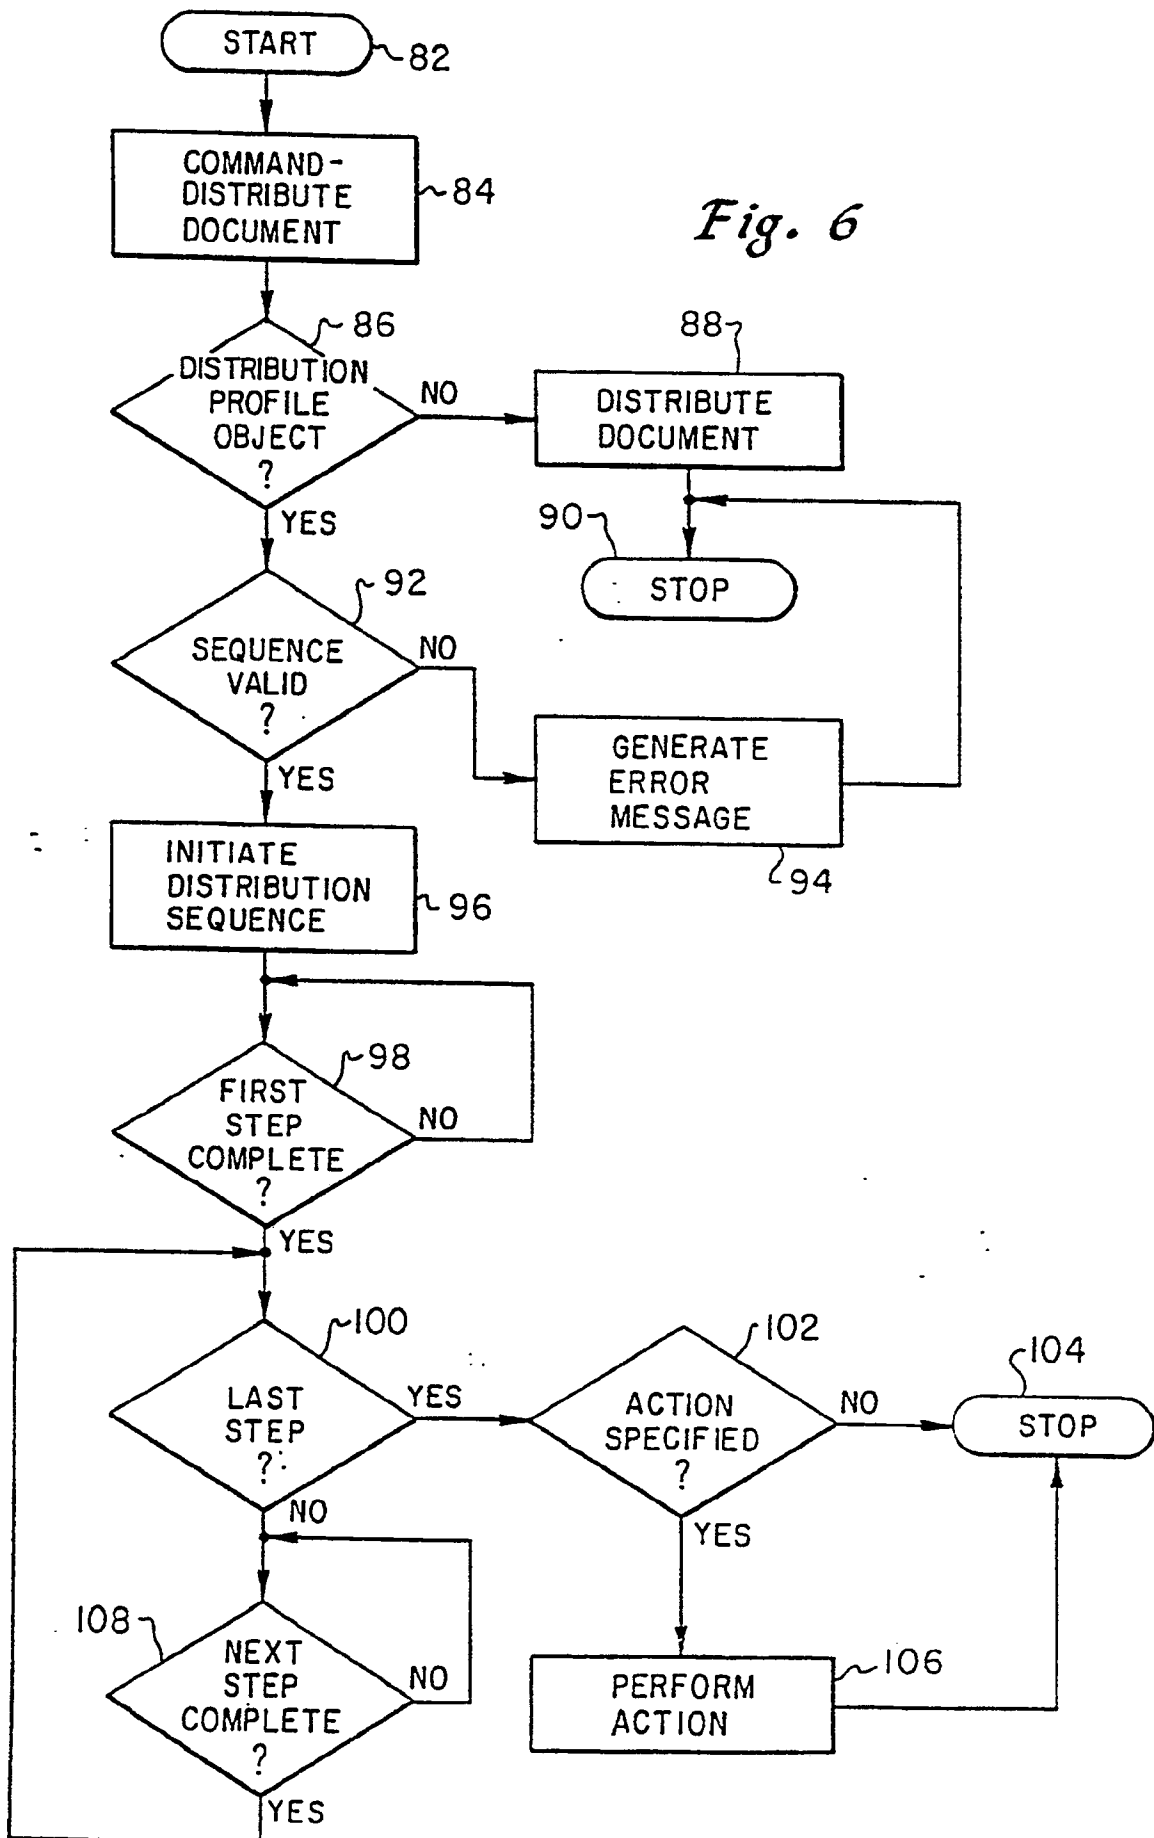 START
82
COMMAND-
DISTRIBUTE
DOCUMENT
84
Fig. 6
86
DISTRIBUTION
PROFILE
OBJECT
?
NO
YES
88
DISTRIBUTE
DOCUMENT
90
STOP
92
SEQUENCE
VALID
?
NO
YES
GENERATE
ERROR
MESSAGE
94
INITIATE
DISTRIBUTION
SEQUENCE
96
98
FIRST
STEP
COMPLETE
?
NO
YES
100
LAST
STEP
?
YES
NO
102
ACTION
SPECIFIED
?
NO
YES
104
STOP
108
NEXT
STEP
COMPLETE
?
NO
YES
PERFORM
ACTION
106